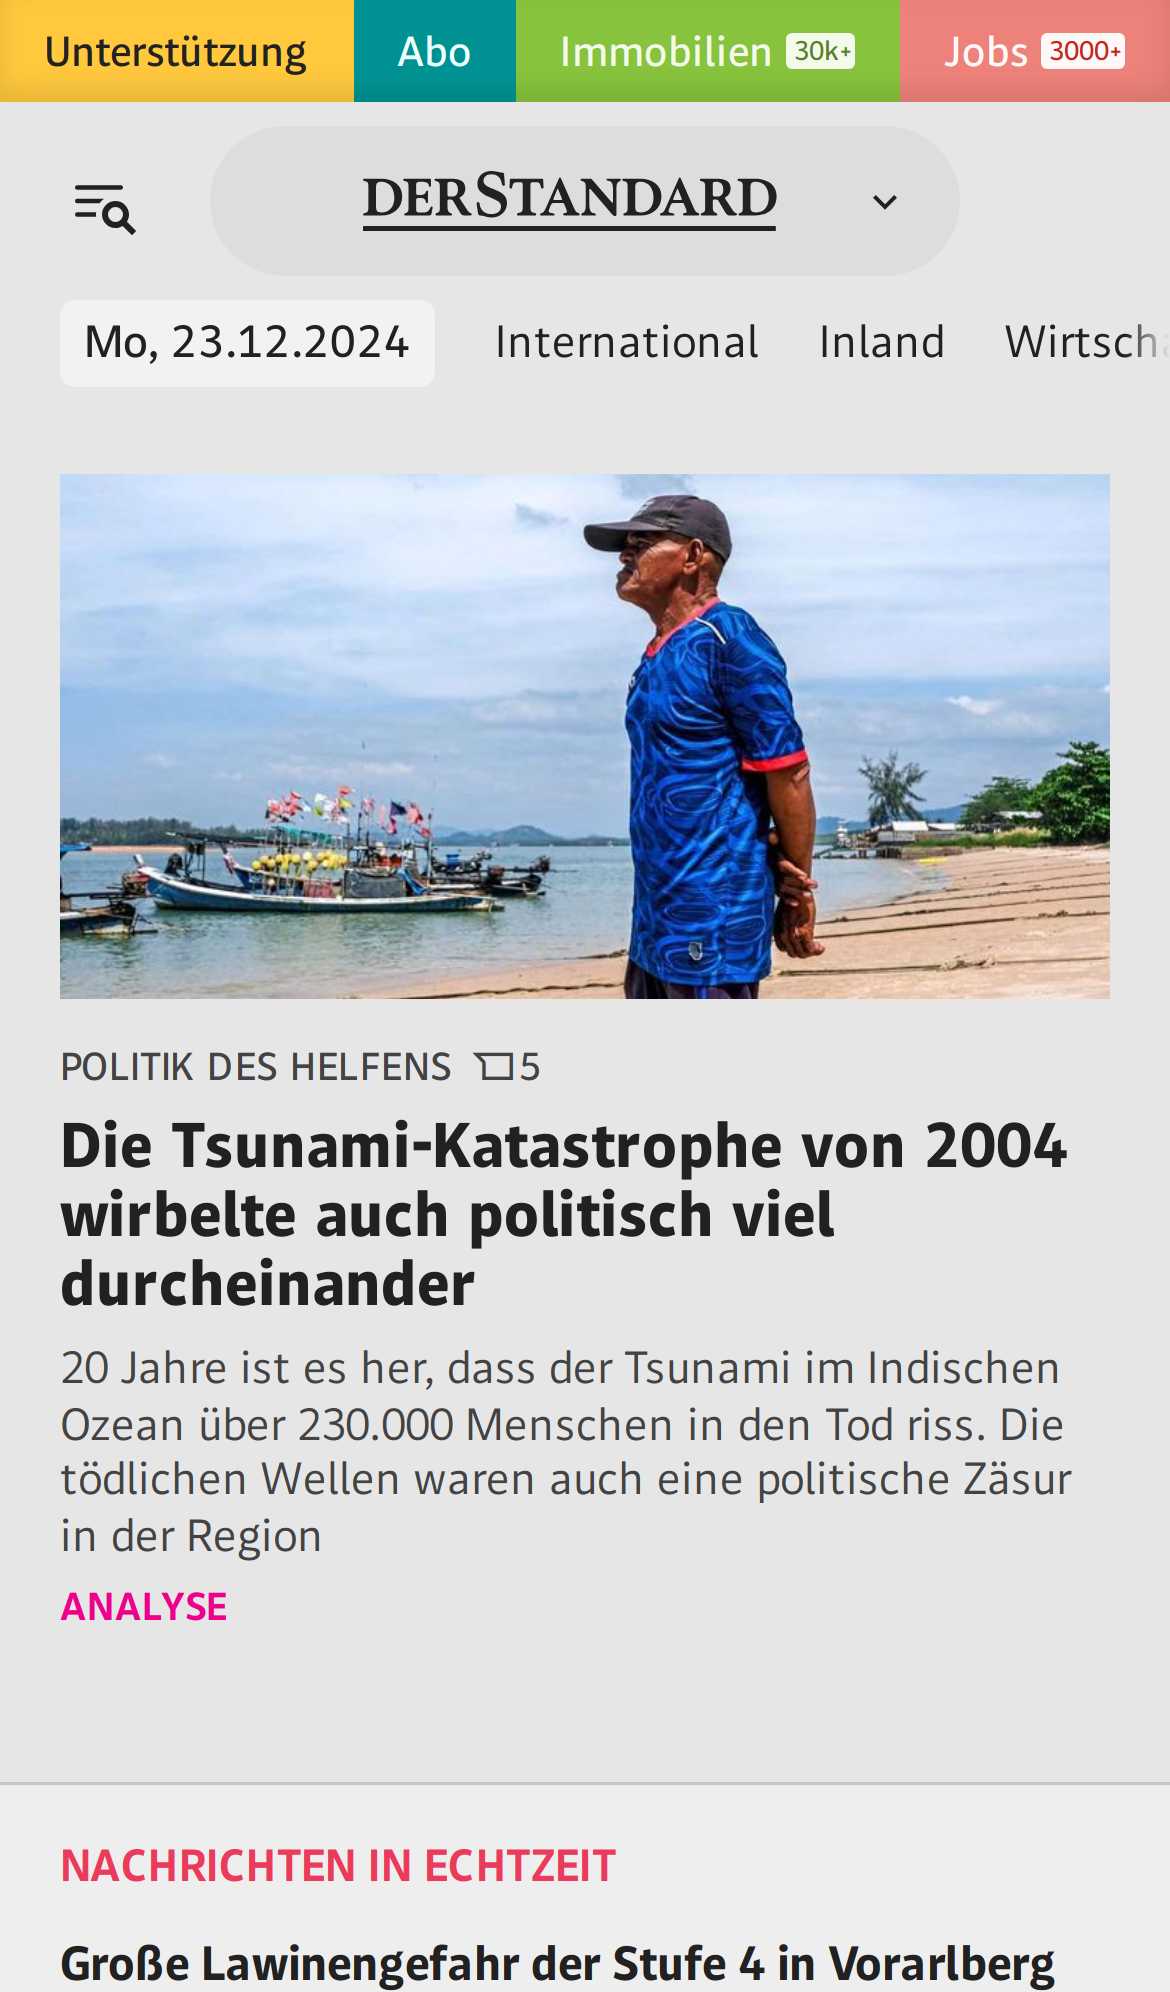 Unterstützung Abo Immobilien 30k+ Jobs 3000+
DERSTANDARD
Mo, 23.12.2024 International Inland
POLITIK DES HELFENS 5
Die Tsunami-Katastrophe von 2004
wirbelte auch politisch viel
durcheinander
20 Jahre ist es her, dass der Tsunami im Indischen
Ozean über 230.000 Menschen in den Tod riss. Die
tödlichen Wellen waren auch eine politische Zäsur
in der Region
ANALYSE
NACHRICHTEN IN ECHTZEIT
Große Lawinengefahr der Stufe 4 in Vorarlberg